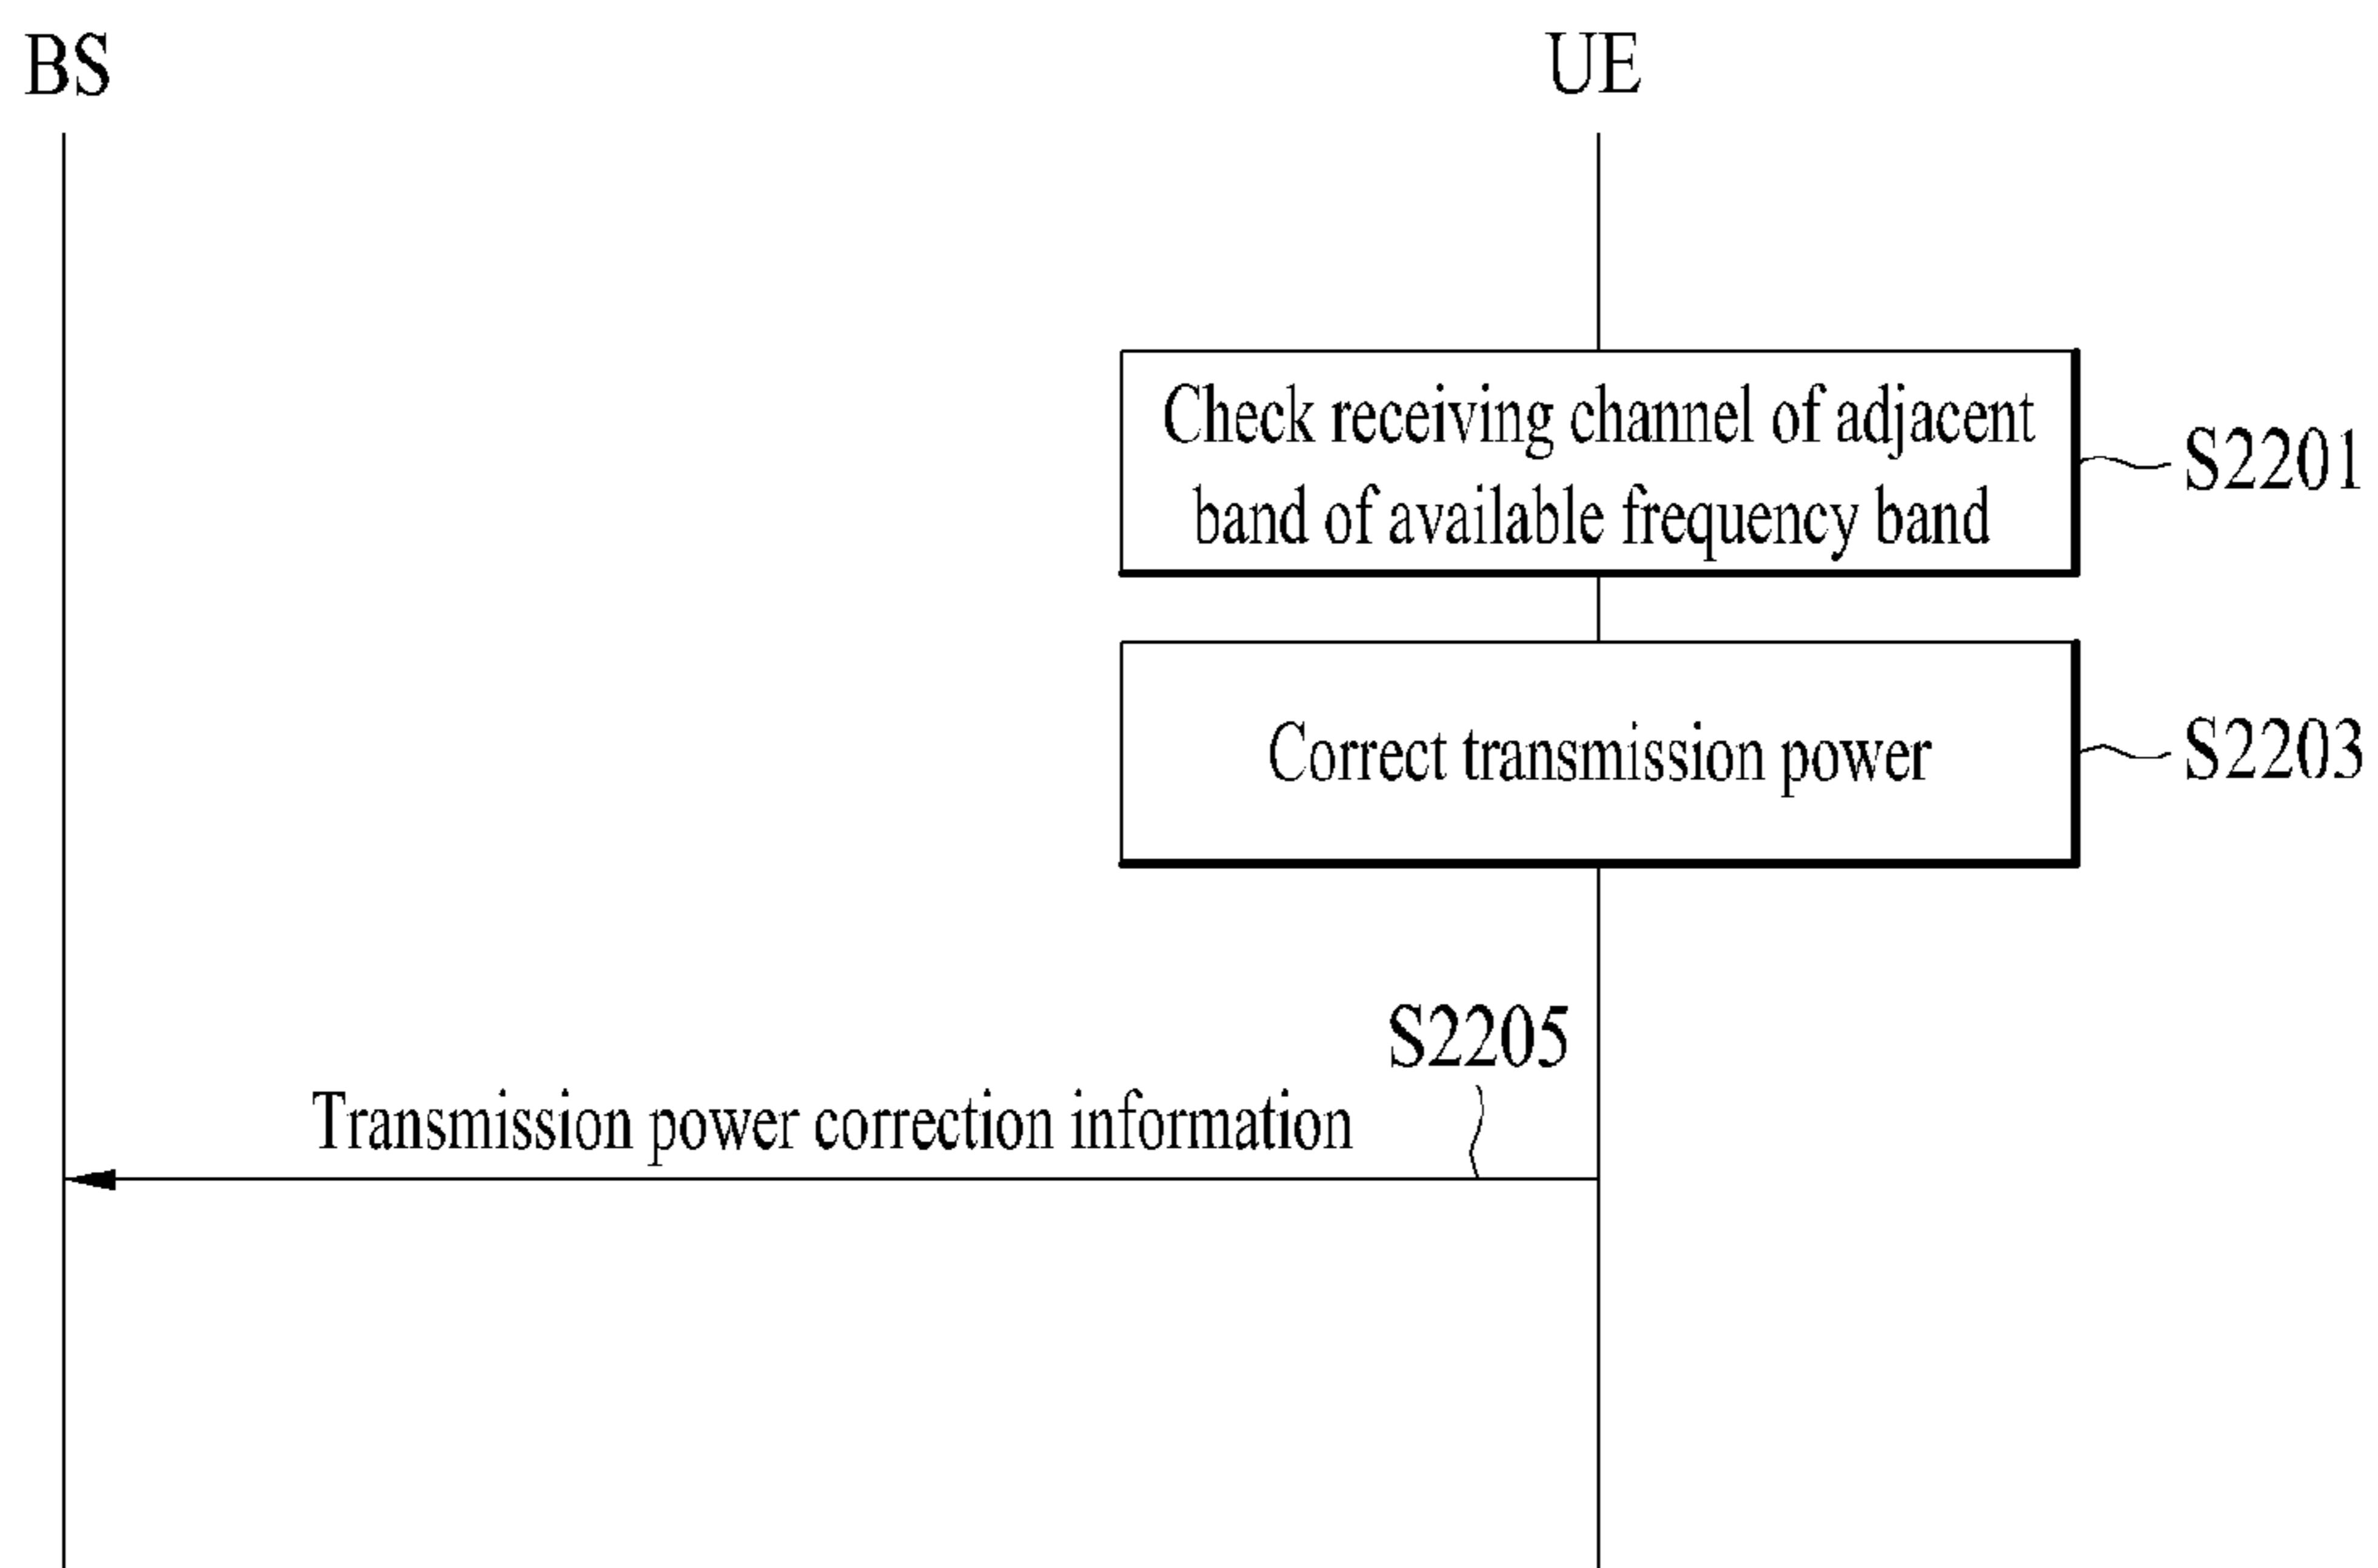 BS
UE
Check receiving channel of adjacent
band of available frequency band
S2201
Correct transmission power
S2203
S2205
Transmission power correction information